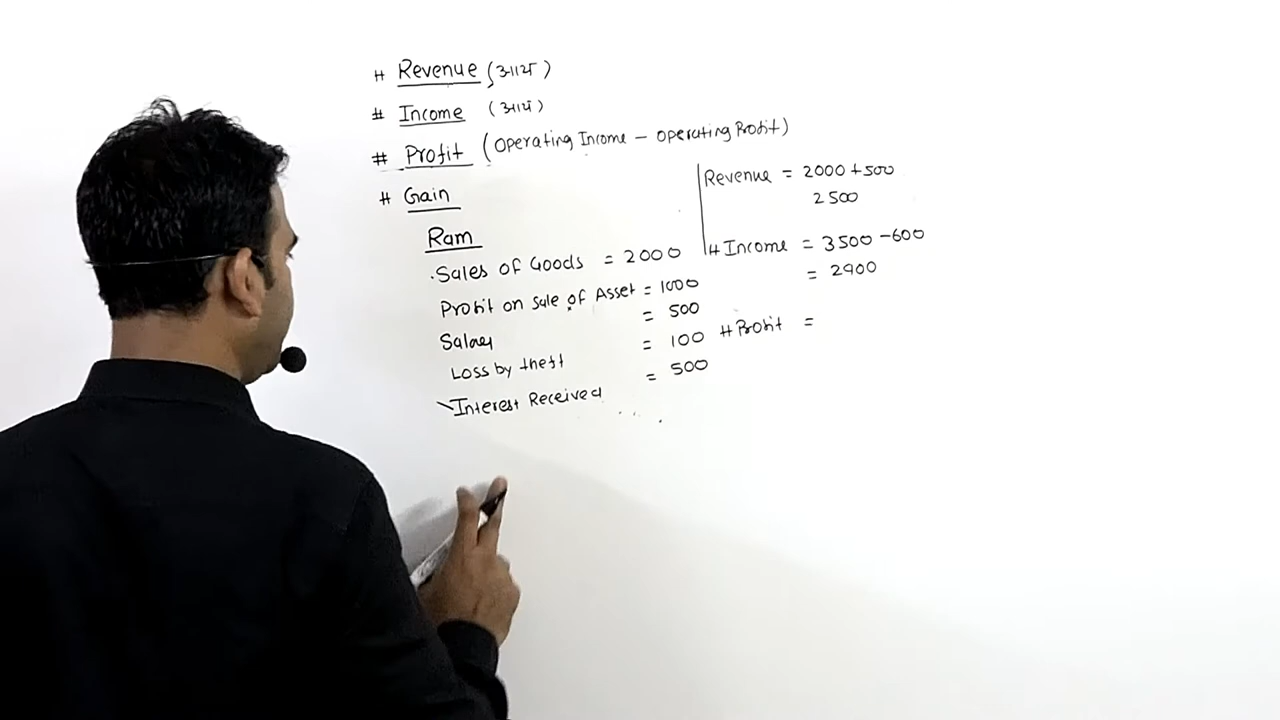 # Revenue (आय)
# Income (आय)
# Profit (Operating Income - Operating Profit)
# Gain
Ram
Sales of Goods = 2000
Profit on sale of Asset = 1000
Salary = 500
Loss by theft = 100
Interest Received = 500
Revenue = 2000 + 500
2500
# Income = 3500 - 600
= 2900
# Profit =